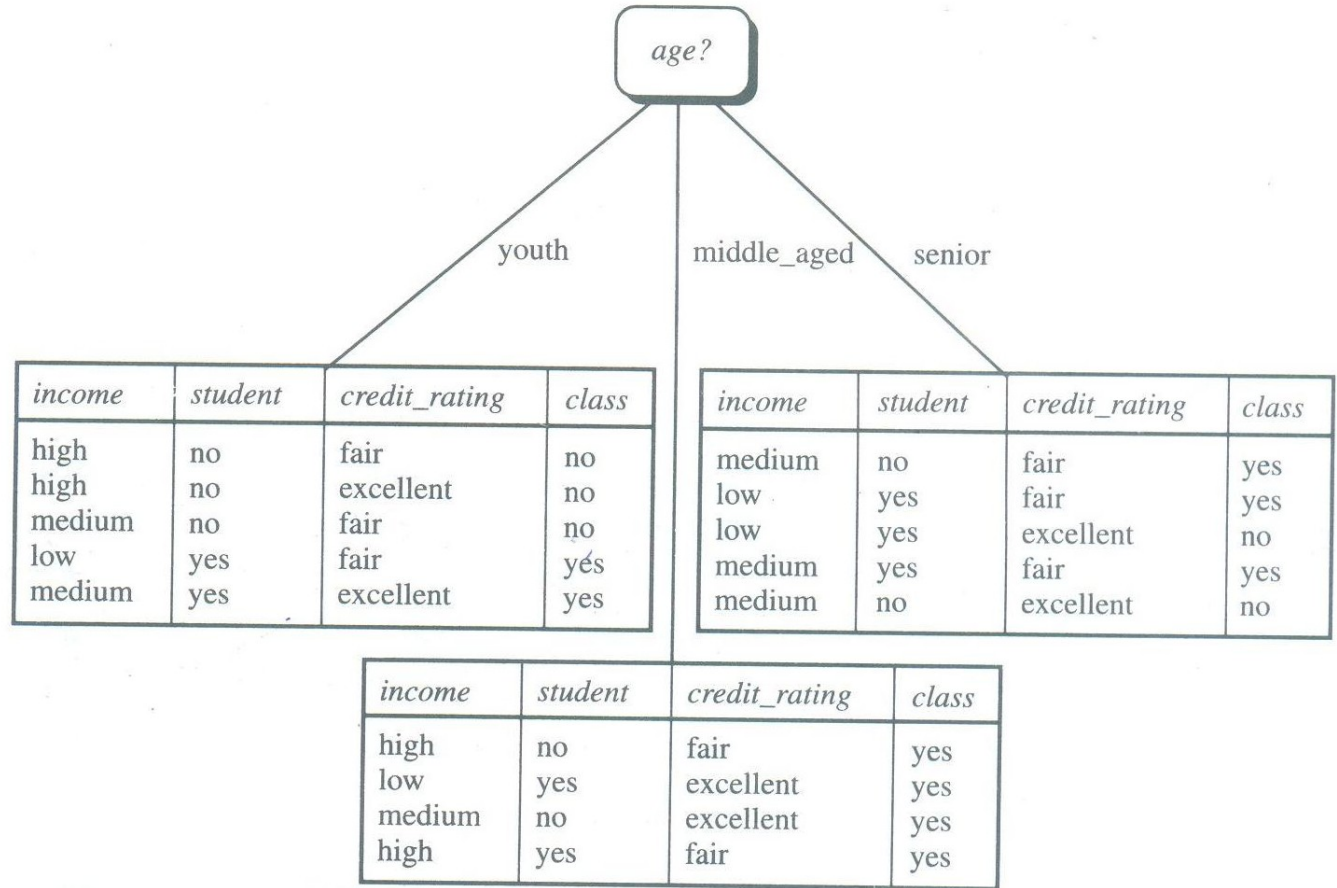 age?
youth
middle_aged
senior
income student credit_rating class
high no fair no
high no excellent no
medium no fair no
low yes fair yes
medium yes excellent yes
income student credit_rating class
medium no fair yes
low yes fair yes
low yes excellent no
medium yes fair yes
medium no excellent no
income student credit_rating class
high no fair yes
low yes excellent yes
medium no excellent yes
high yes fair yes